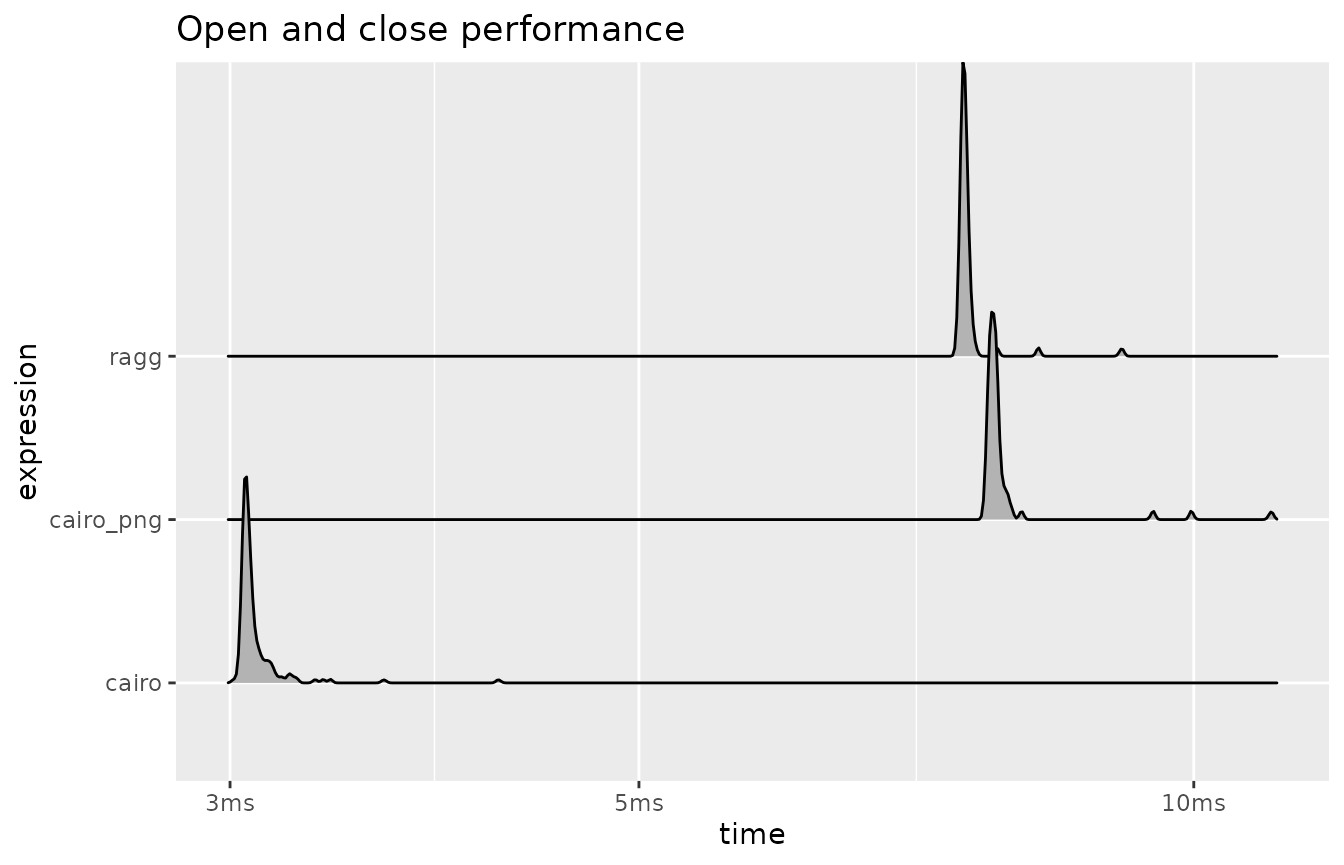 Open and close performance
expression
ragg
cairo_png
cairo
3ms
5ms
10ms
time